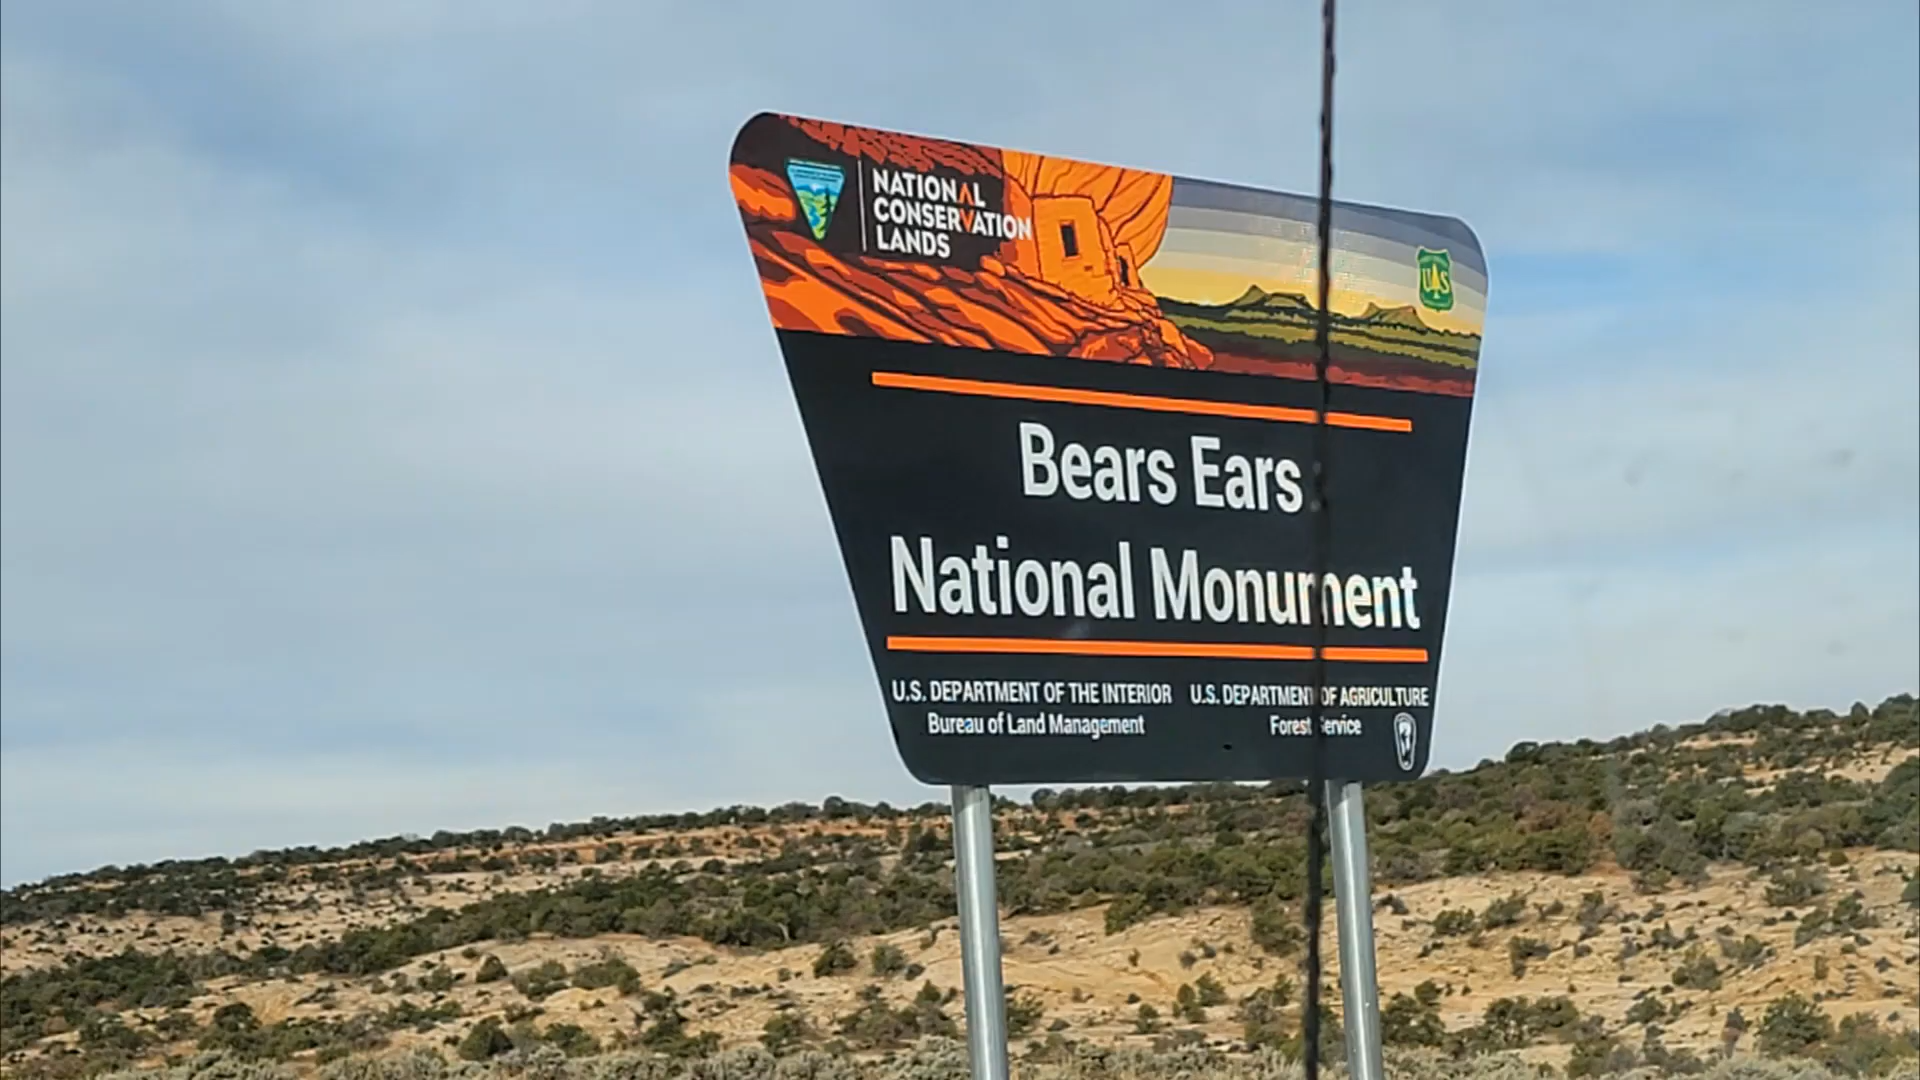 NATIONAL
CONSERVATION
LANDS
UAS
Bears Ears
National Monument
U.S. DEPARTMENT OF THE INTERIOR U.S. DEPARTMENT OF AGRICULTURE
Bureau of Land Management Forest Service